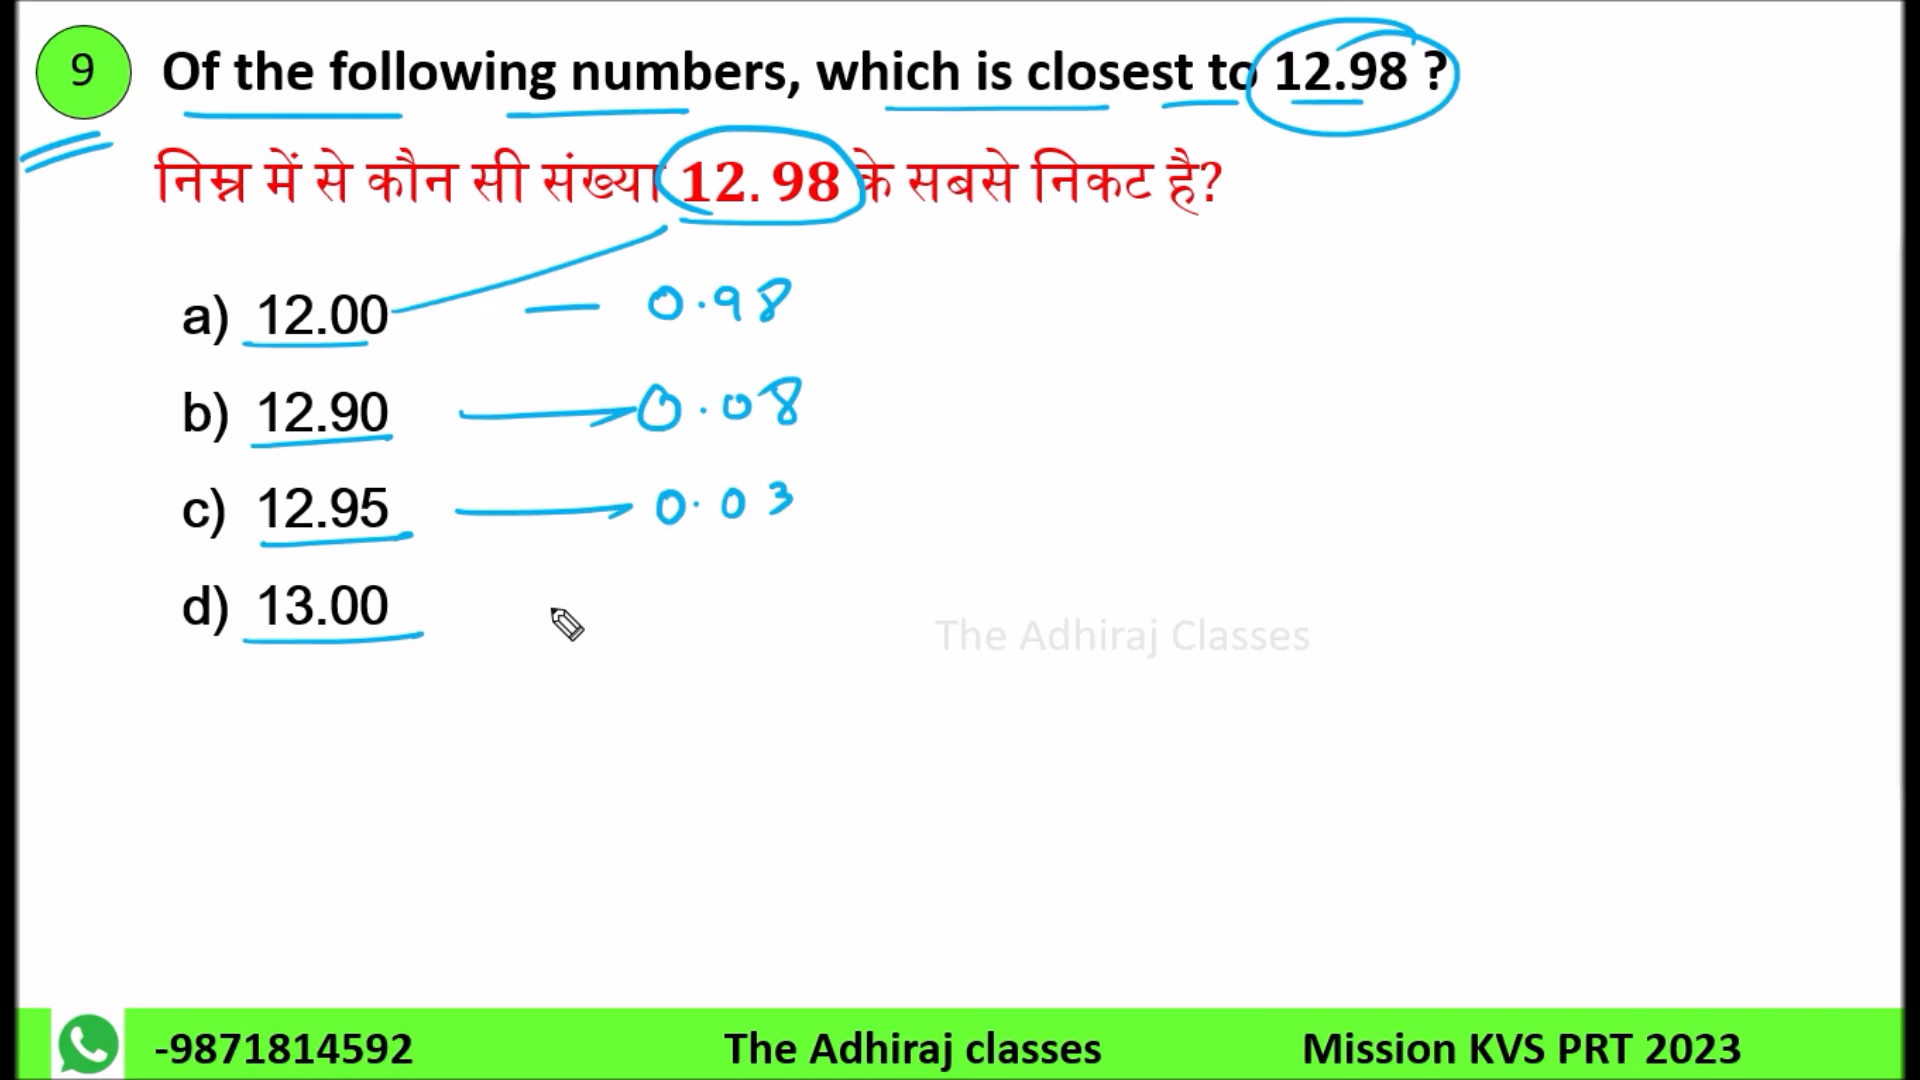 9 Of the following numbers, which is closest to 12.98 ?
निम्न में से कौन सी संख्या 12.98 के सबसे निकट है?
a) 12.00 — 0.98
b) 12.90 → 0.08
c) 12.95 → 0.03
d) 13.00
The Adhiraj Classes
-9871814592 The Adhiraj classes Mission KVS PRT 2023